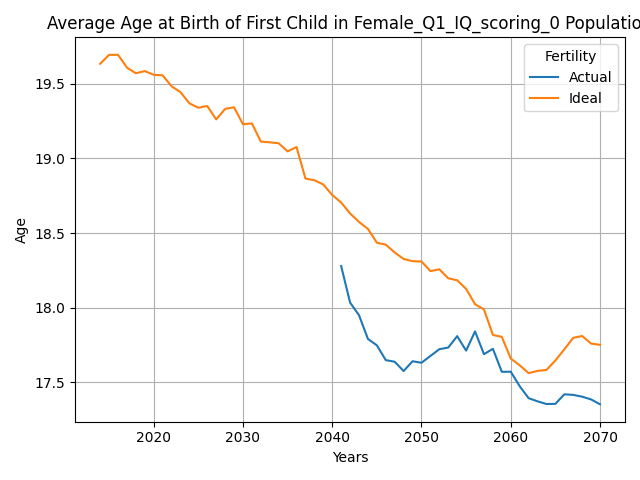 Average Age at Birth of First Child in Female_Q1_IQ_scoring_0 Populatio
Fertility
Actual
Ideal
19.5
19.0
18.5
18.0
17.5
Age
2020 2030 2040 2050 2060 2070
Years